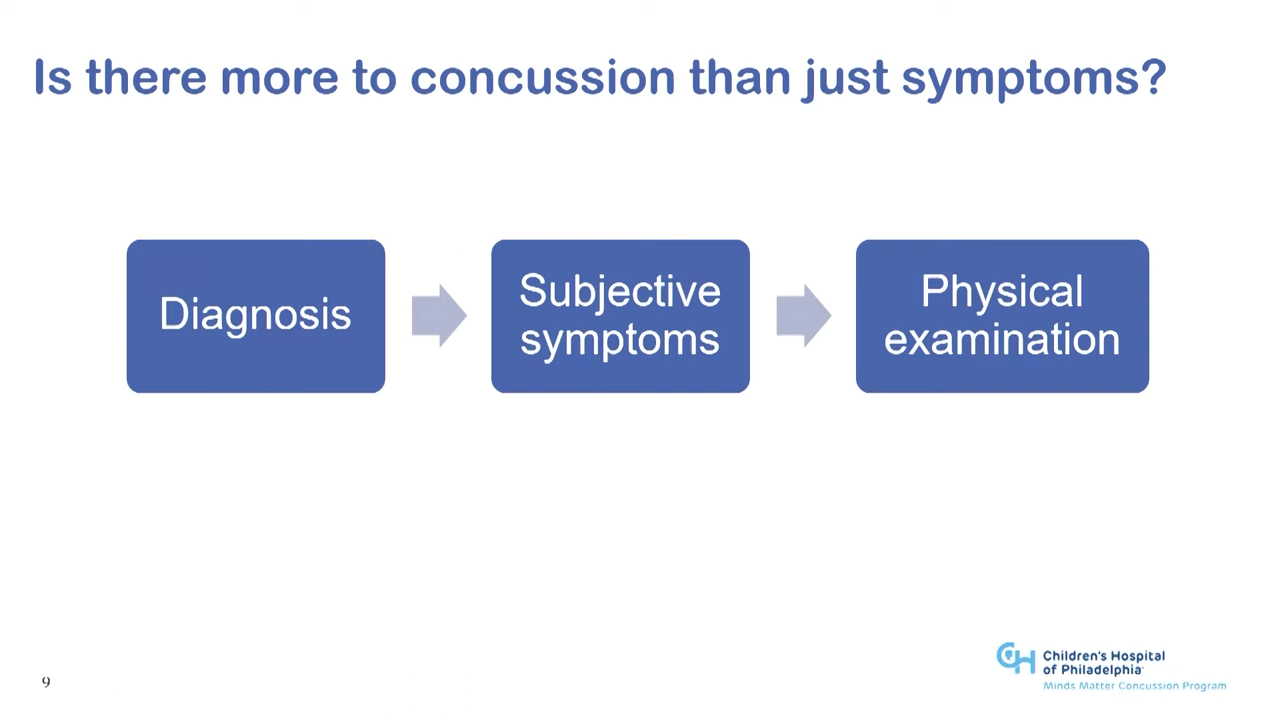 Is there more to concussion than just symptoms?
Diagnosis
Subjective
symptoms
Physical
examination
9
CH
Children's Hospital
of Philadelphia
Minds Matter Concussion Program